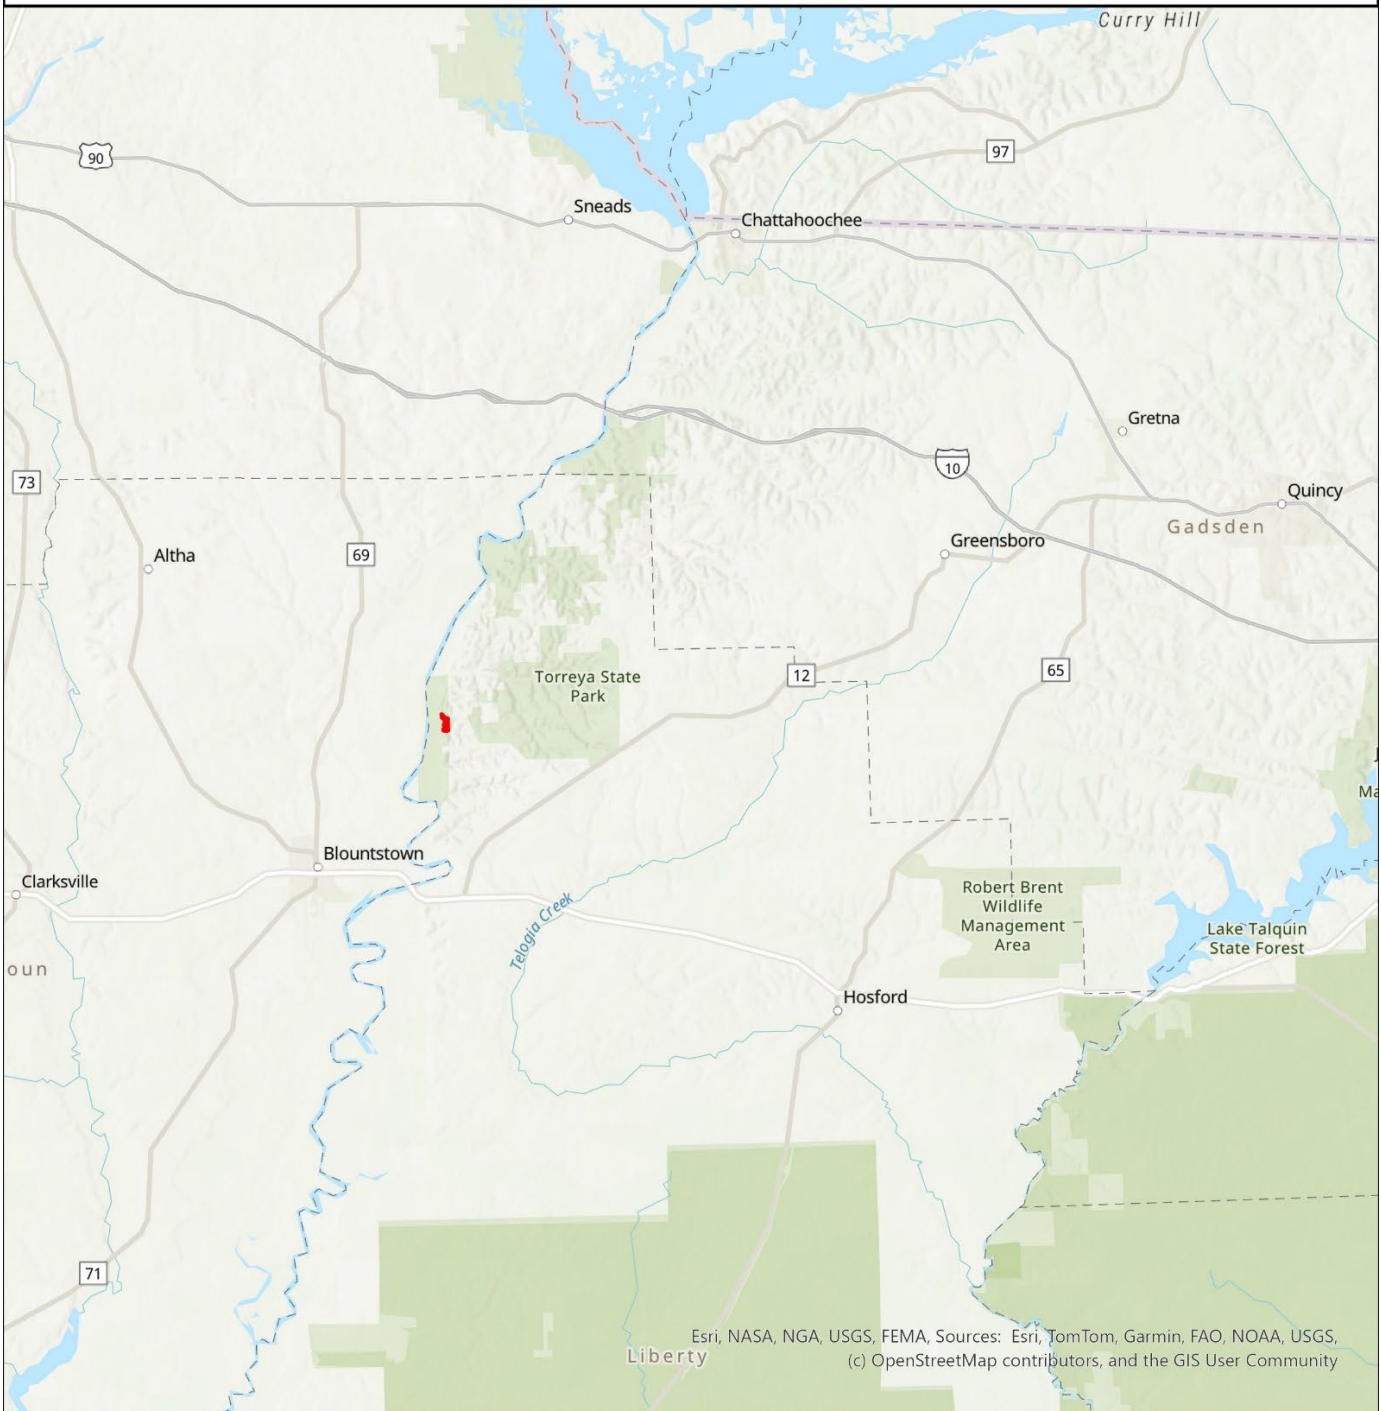 Curry Hill
90
97
Sneads
Chattahoochee
Gretna
10
73
Quincy
Gadsden
Greensboro
Altha
69
Torreya State
Park
12
65
Ma
Blountstown
Clarksville
Robert Brent
Wildlife
Management
Area
Telogia Creek
Lake Talquin
State Forest
oun
Hosford
71
Esri, NASA, NGA, USGS, FEMA, Sources: Esri, TomTom, Garmin, FAO, NOAA, USGS,
(c) OpenStreetMap contributors, and the GIS User Community
Liberty